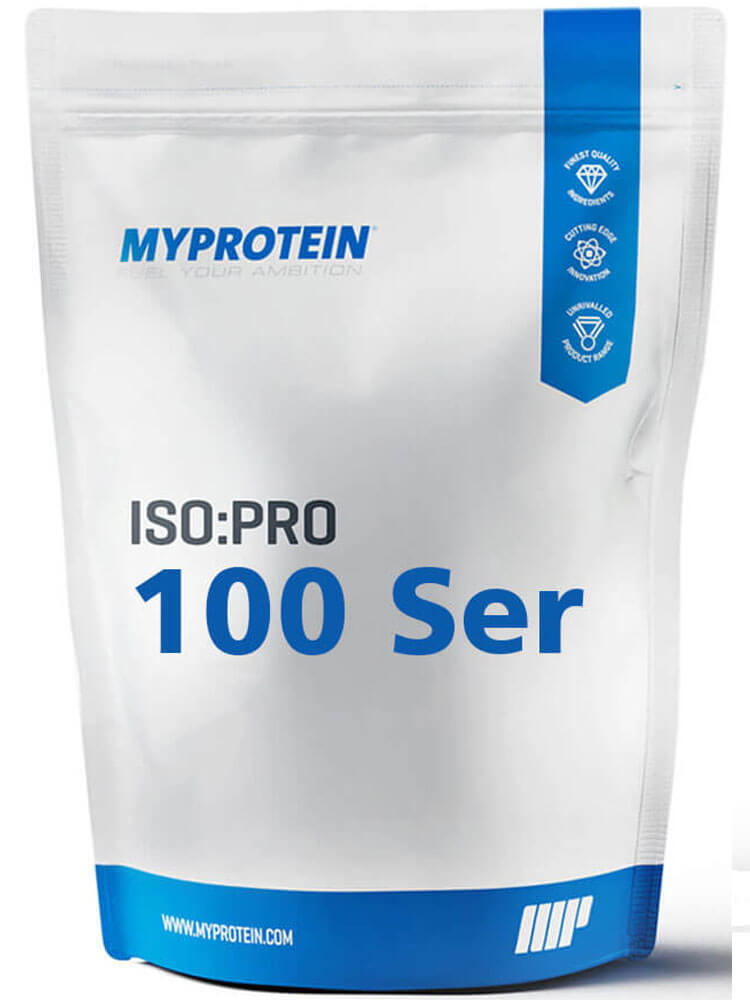 FINEST QUALITY
INGREDIENTS
CUTTING EDGE
INNOVATION
UNRIVALLED
PRODUCT RANGE
MYPROTEIN
FUEL YOUR AMBITION
ISO:PRO
100 Ser
WWW.MYPROTEIN.COM
MP